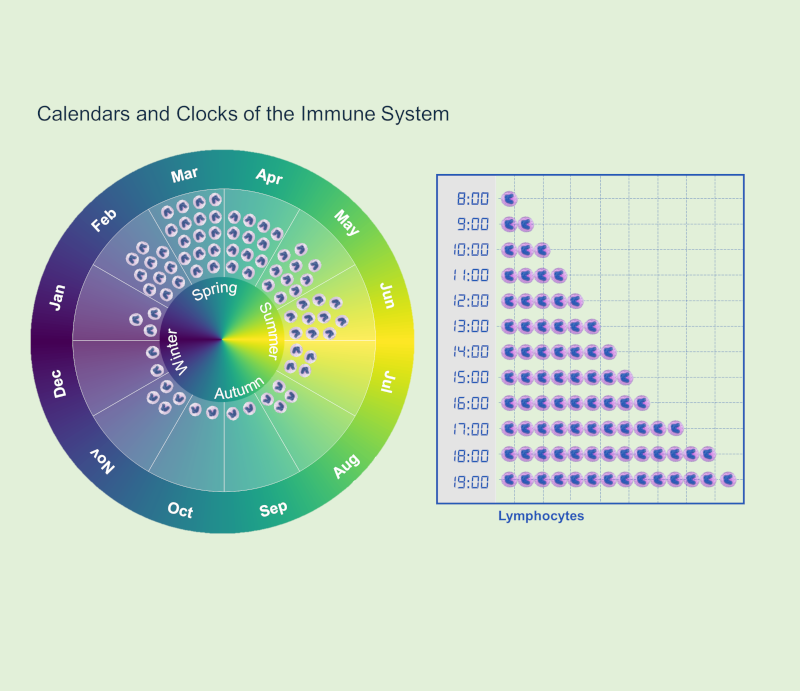 Calendars and Clocks of the Immune System
Jan
Feb
Mar
Apr
May
Jun
Jul
Aug
Sep
Oct
Nov
Dec
Spring
Summer
Autumn
Winter
8:00
9:00
10:00
11:00
12:00
13:00
14:00
15:00
16:00
17:00
18:00
19:00
Lymphocytes